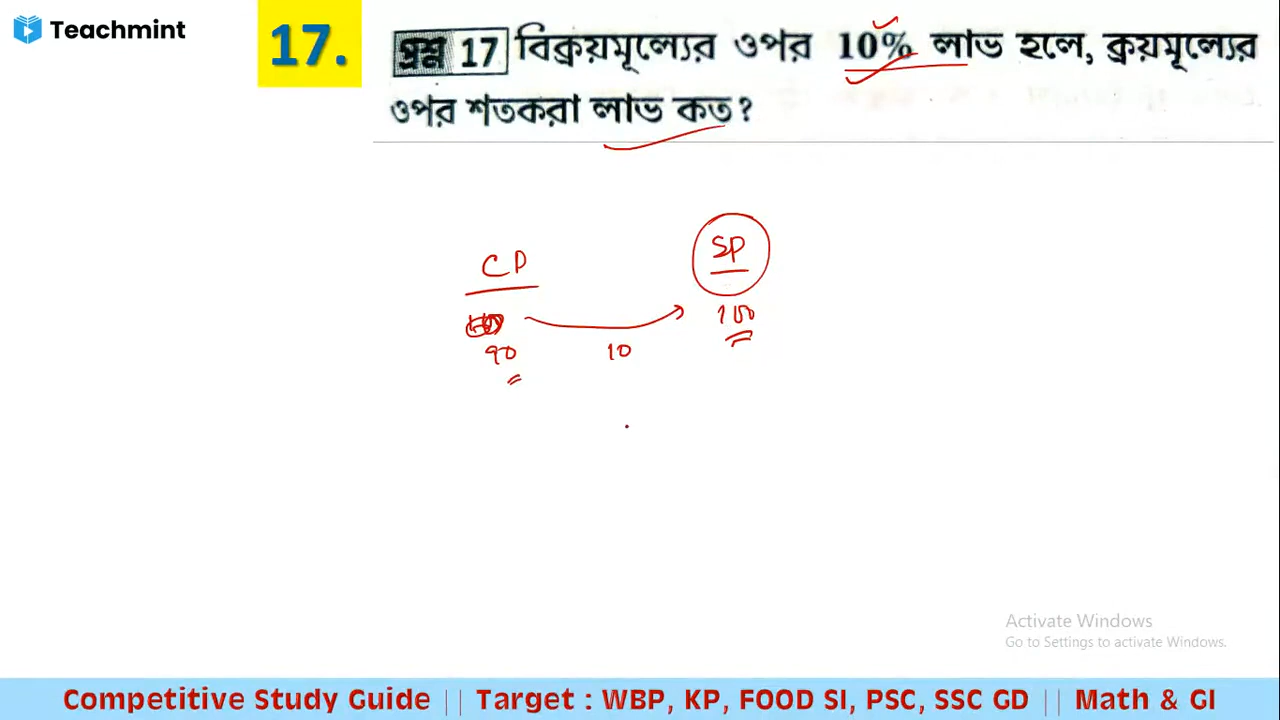 Teachmint
17.
প্রশ্ন 17 বিক্রয়মূল্যের ওপর 10% লাভ হলে, ক্রয়মূল্যের
ওপর শতকরা লাভ কত?
CP
SP
100
90
10
Activate Windows
Go to Settings to activate Windows.
Competitive Study Guide || Target : WBP, KP, FOOD SI, PSC, SSC GD || Math & GI